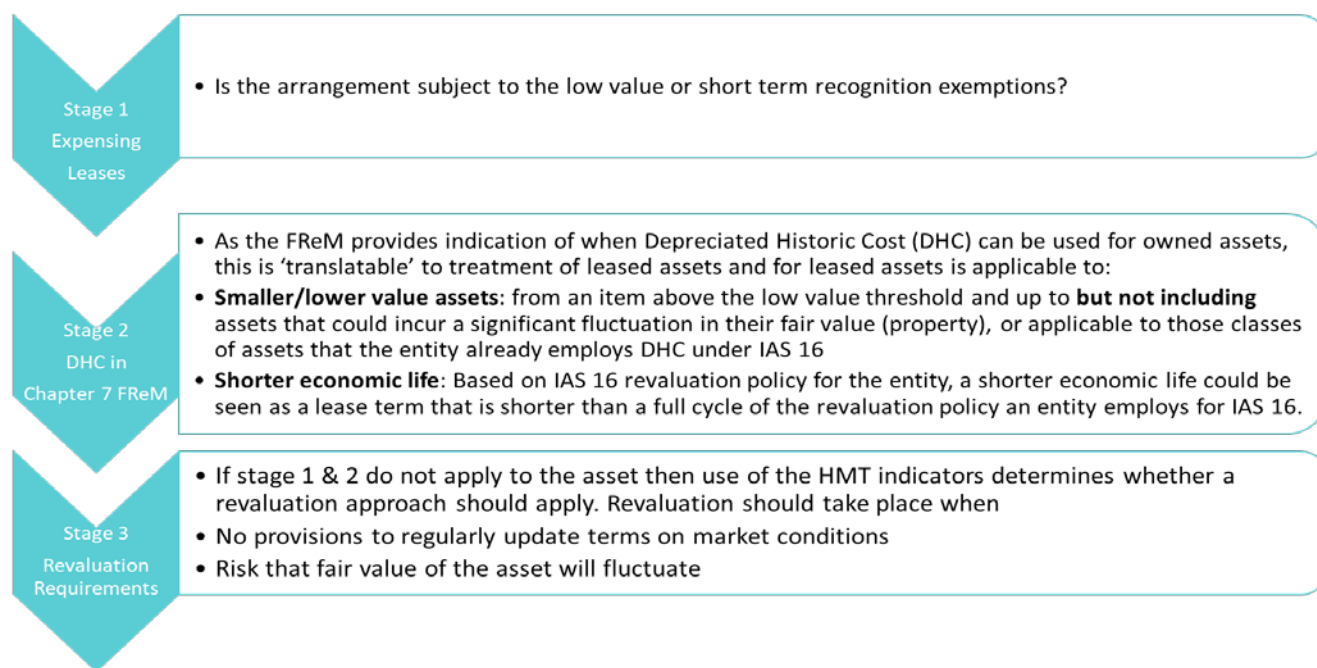 Stage 1
Expensing
Leases
• Is the arrangement subject to the low value or short term recognition exemptions?
Stage 2
DHC in
Chapter 7 FReM
• As the FReM provides indication of when Depreciated Historic Cost (DHC) can be used for owned assets,
this is ‘translatable’ to treatment of leased assets and for leased assets is applicable to:
• Smaller/lower value assets: from an item above the low value threshold and up to but not including
assets that could incur a significant fluctuation in their fair value (property), or applicable to those classes
of assets that the entity already employs DHC under IAS 16
• Shorter economic life: Based on IAS 16 revaluation policy for the entity, a shorter economic life could be
seen as a lease term that is shorter than a full cycle of the revaluation policy an entity employs for IAS 16.
Stage 3
Revaluation
Requirements
• If stage 1 & 2 do not apply to the asset then use of the HMT indicators determines whether a
revaluation approach should apply. Revaluation should take place when
• No provisions to regularly update terms on market conditions
• Risk that fair value of the asset will fluctuate